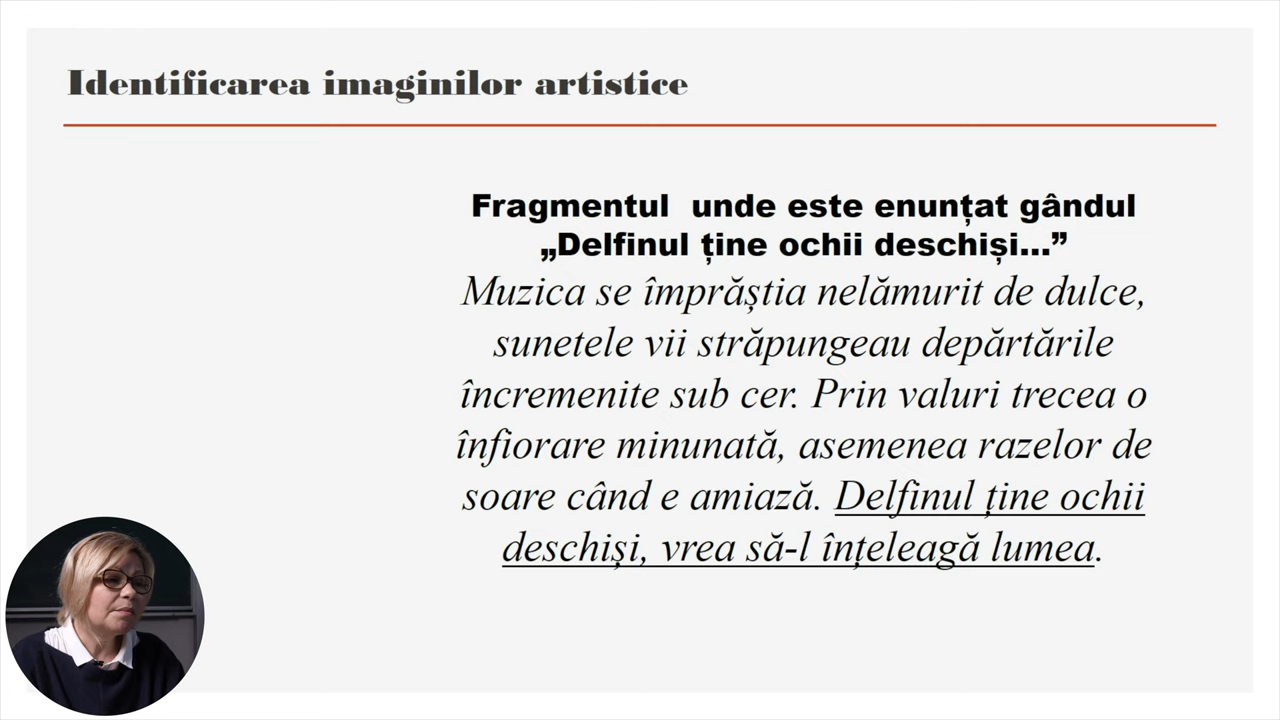 Identificarea imaginilor artistice
Fragmentul unde este enunțat gândul
„Delfinul ține ochii deschiși...”
Muzica se împrăștia nelămurit de dulce,
sunetele vii străpungeau depărtările
încremenite sub cer. Prin valuri trecea o
înfiorare minunată, asemenea razelor de
soare când e amiază. Delfinul ține ochii
deschiși, vrea să-l înțeleagă lumea.